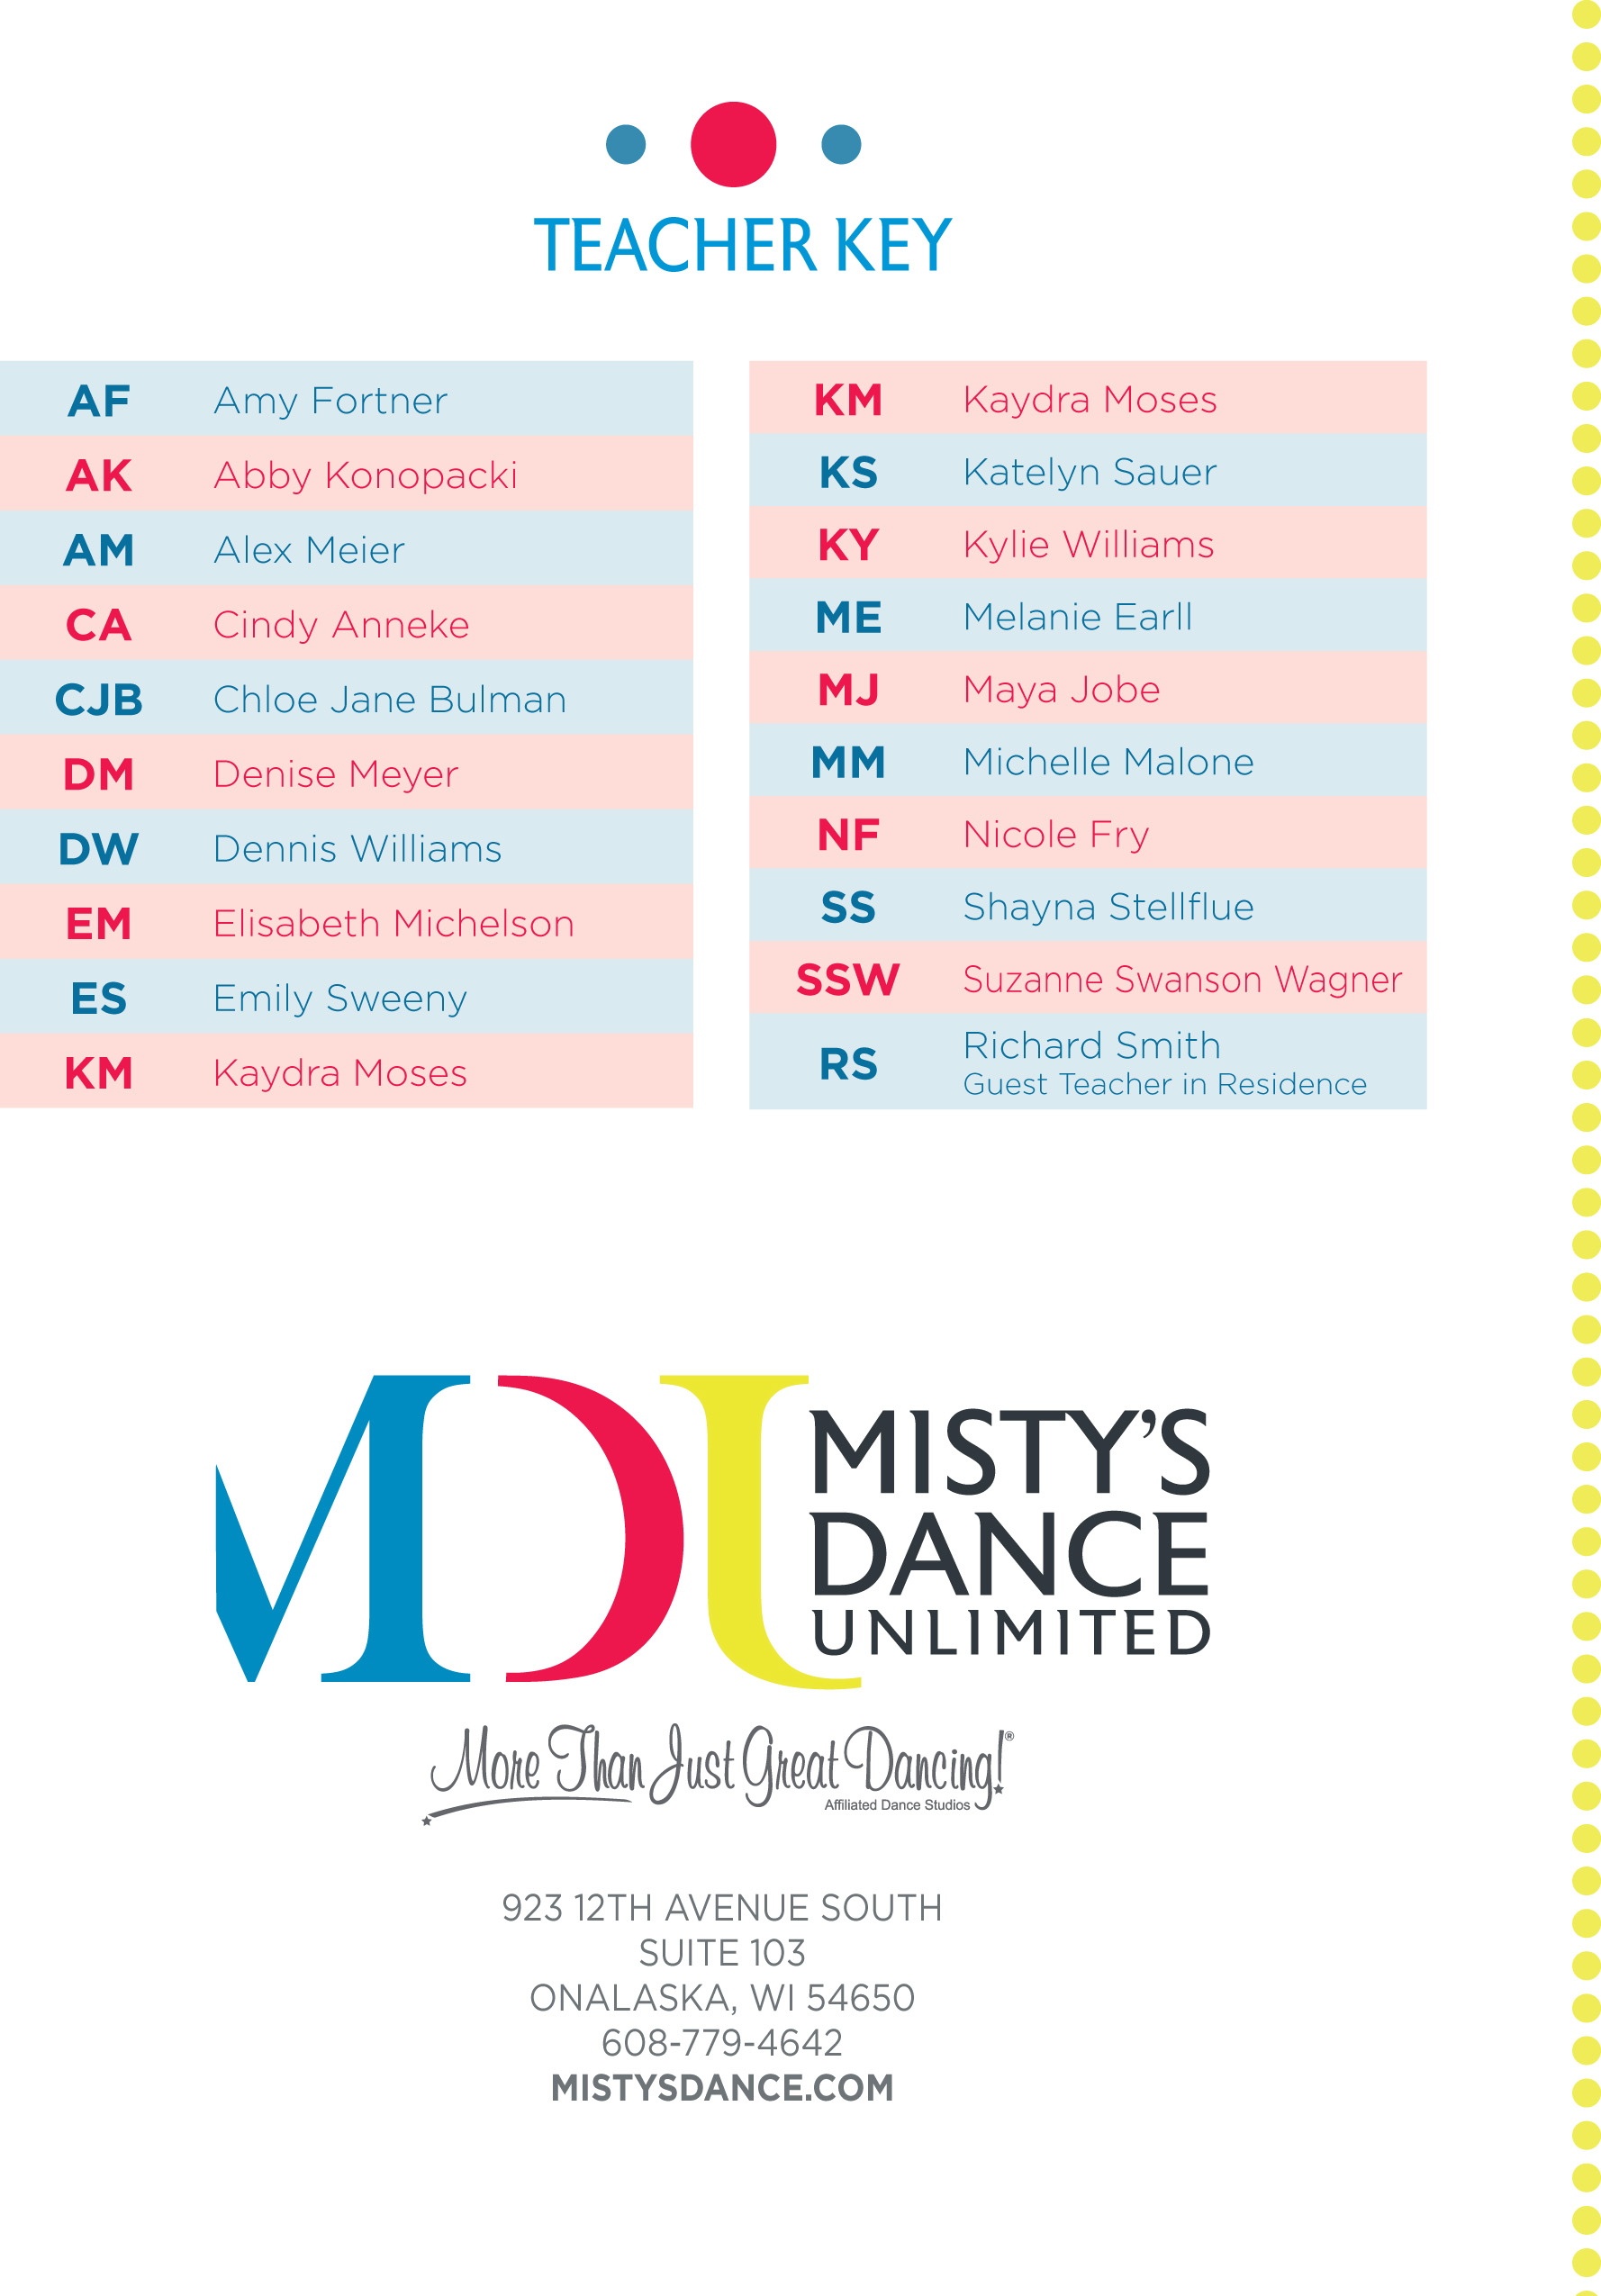 TEACHER KEY
AF Amy Fortner
AK Abby Konopacki
AM Alex Meier
CA Cindy Anneke
CJB Chloe Jane Bulman
DM Denise Meyer
DW Dennis Williams
EM Elisabeth Michelson
ES Emily Sweeny
KM Kaydra Moses
KM Kaydra Moses
KS Katelyn Sauer
KY Kylie Williams
ME Melanie Earll
MJ Maya Jobe
MM Michelle Malone
NF Nicole Fry
SS Shayna Stellflue
SSW Suzanne Swanson Wagner
RS Richard Smith
Guest Teacher in Residence
MDU
MISTY'S
DANCE
UNLIMITED
More Than Just Great Dancing!®
Affiliated Dance Studios
923 12TH AVENUE SOUTH
SUITE 103
ONALASKA, WI 54650
608-779-4642
MISTYSDANCE.COM